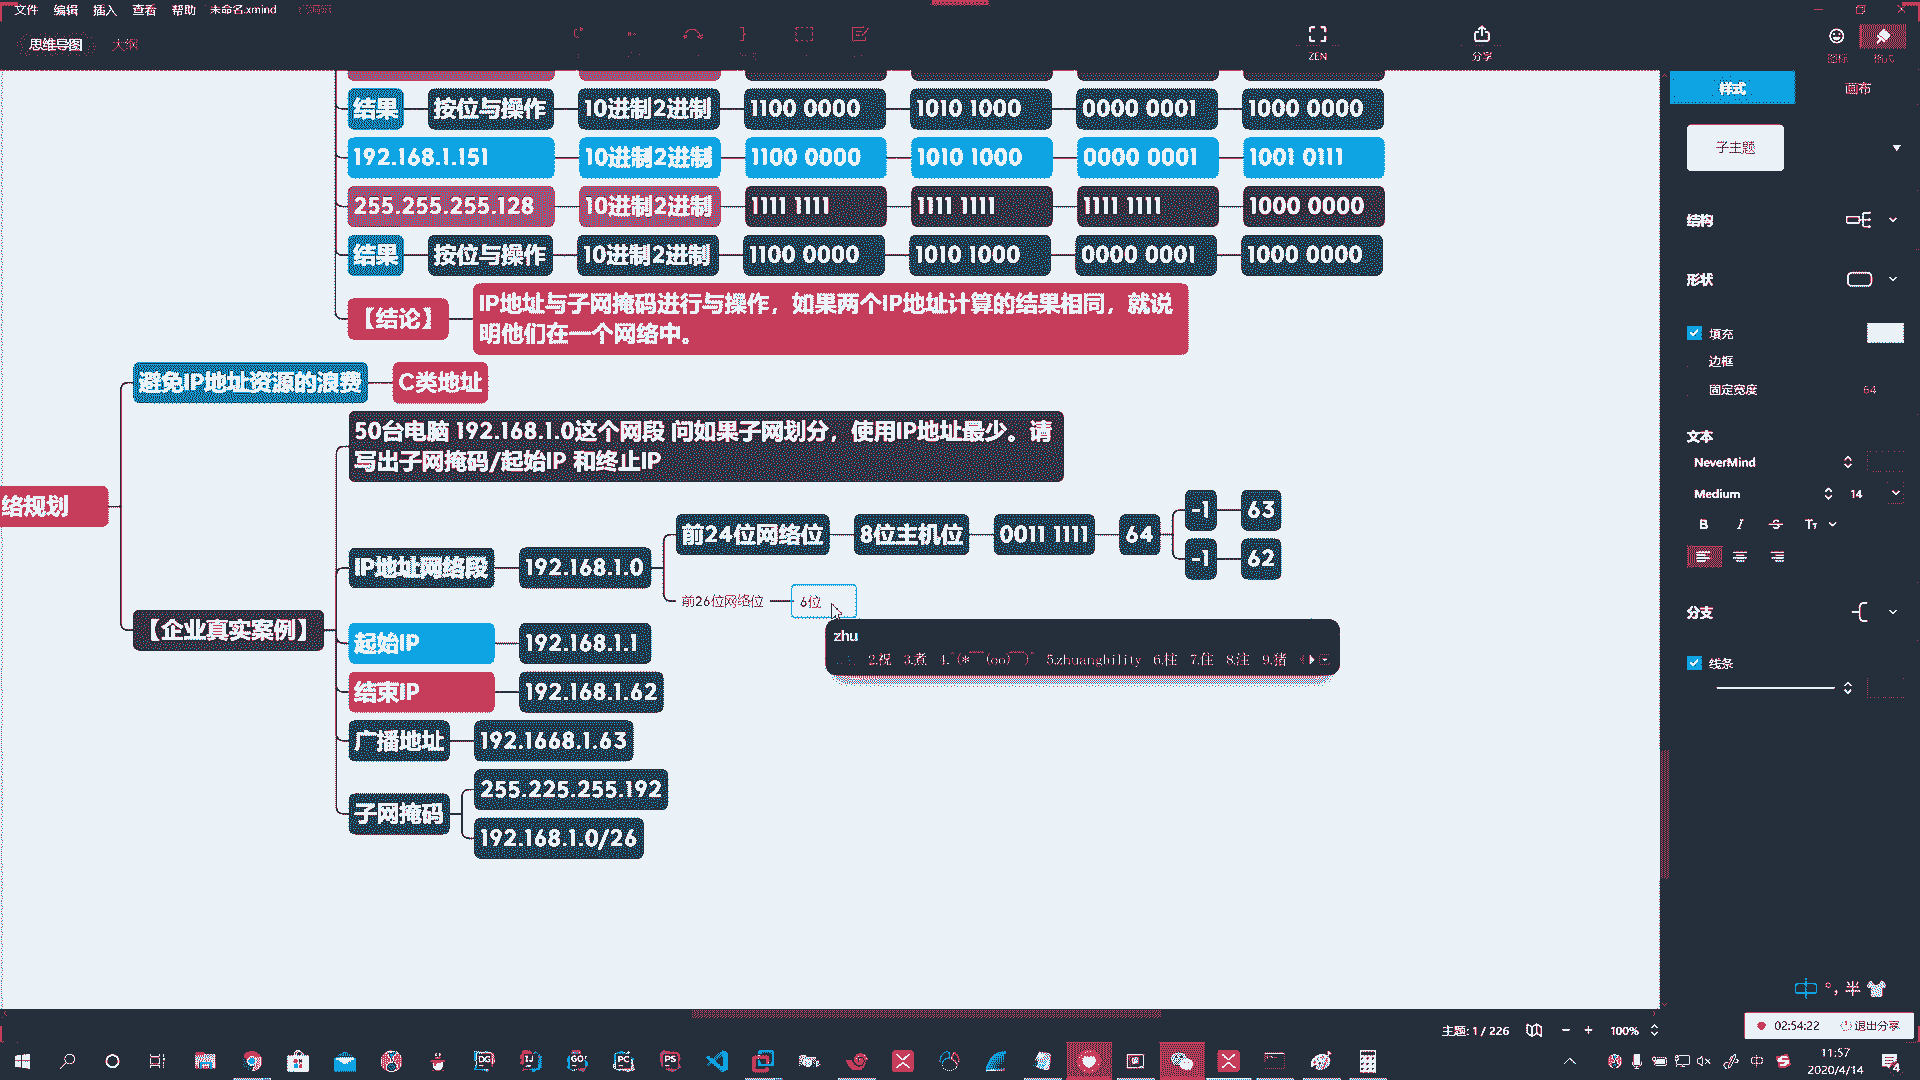 文件 编辑 插入 查看 帮助 未命名.xmind
思维导图 大纲
ZEN
分享
图标
格式
结果 按位与操作 10进制2进制 1100 0000 1010 1000 0000 0001 1000 0000
192.168.1.151 10进制2进制 1100 0000 1010 1000 0000 0001 1001 0111
255.255.255.128 10进制2进制 1111 1111 1111 1111 1111 1111 1000 0000
结果 按位与操作 10进制2进制 1100 0000 1010 1000 0000 0001 1000 0000
【结论】
IP地址与子网掩码进行与操作，如果两个IP地址计算的结果相同，就说
明他们在一个网络中。
避免IP地址资源的浪费 C类地址
50台电脑 192.168.1.0这个网段 问如果子网划分，使用IP地址最少。请
写出子网掩码/起始IP 和终止IP
络规划
前24位网络位 8位主机位 0011 1111 64
-1 63
-1 62
IP地址网络段 192.168.1.0
前26位网络位 6位
zhu
2.祝 3.煮 4.ˆ(*￣(oo)￣)ˆ 5.zhuangbility 6.柱 7.住 8.注 9.猪
【企业真实案例】
起始IP 192.168.1.1
结束IP 192.168.1.62
广播地址 192.1668.1.63
子网掩码
255.225.255.192
192.168.1.0/26
样式 画布
子主题
结构
形状
填充
边框
固定宽度 64
文本
NeverMind
Medium 14
B I S Tт
分支
线条
中 °, 半
主题: 1 / 226 100%
02:54:22 退出分享
DG IJ GO PC PS
中
11:57
2020/4/14
4